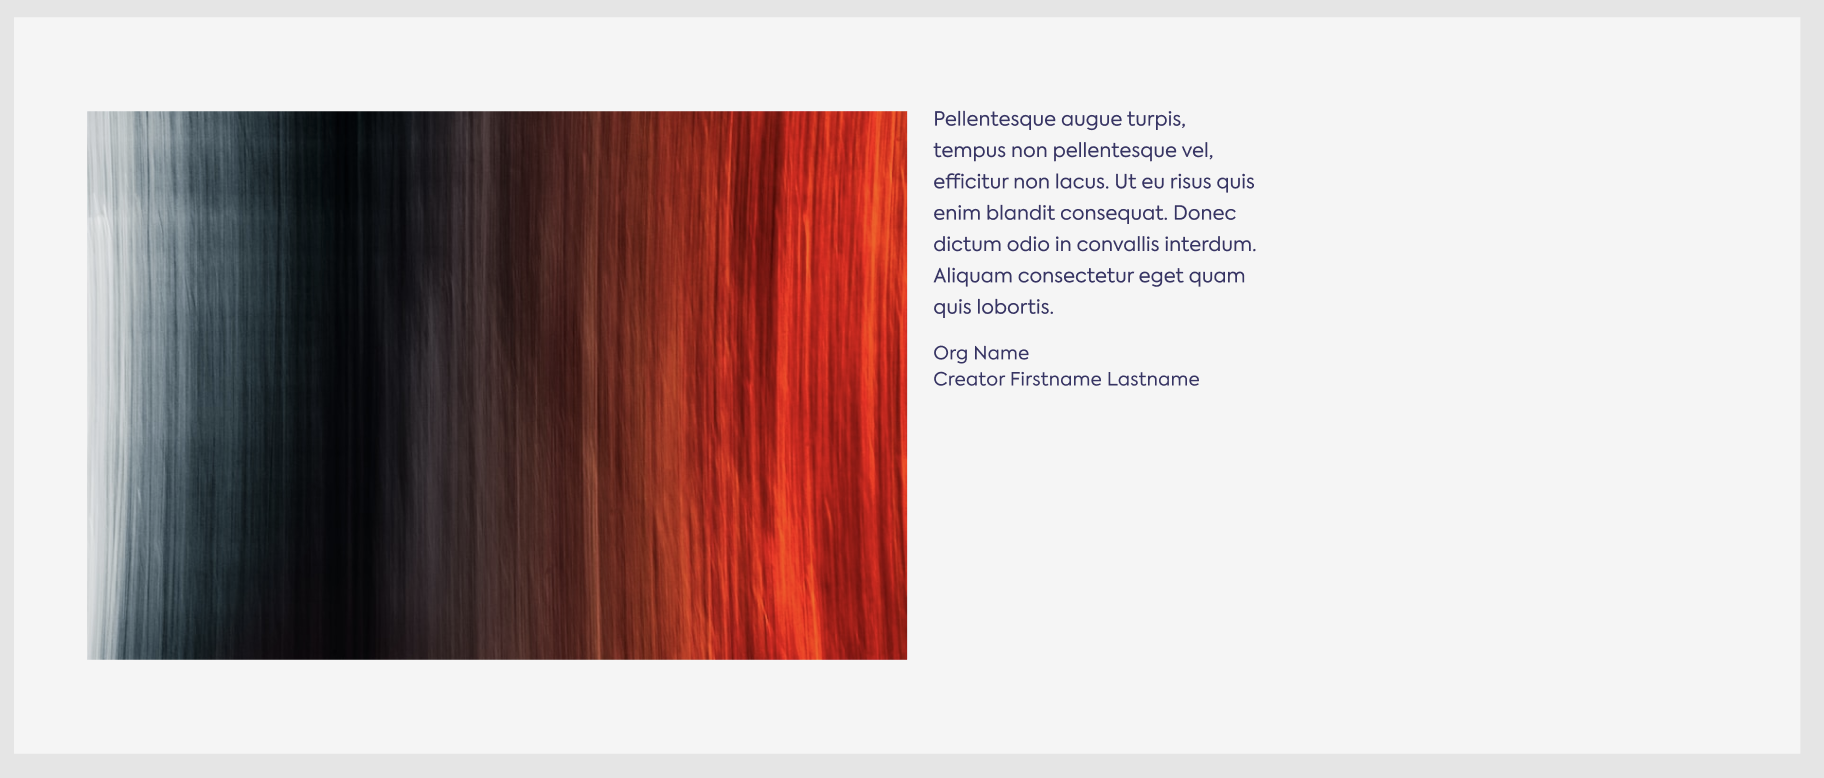 Pellentesque augue turpis,
tempus non pellentesque vel,
efficitur non lacus. Ut eu risus quis
enim blandit consequat. Donec
dictum odio in convallis interdum.
Aliquam consectetur eget quam
quis lobortis.
Org Name
Creator Firstname Lastname